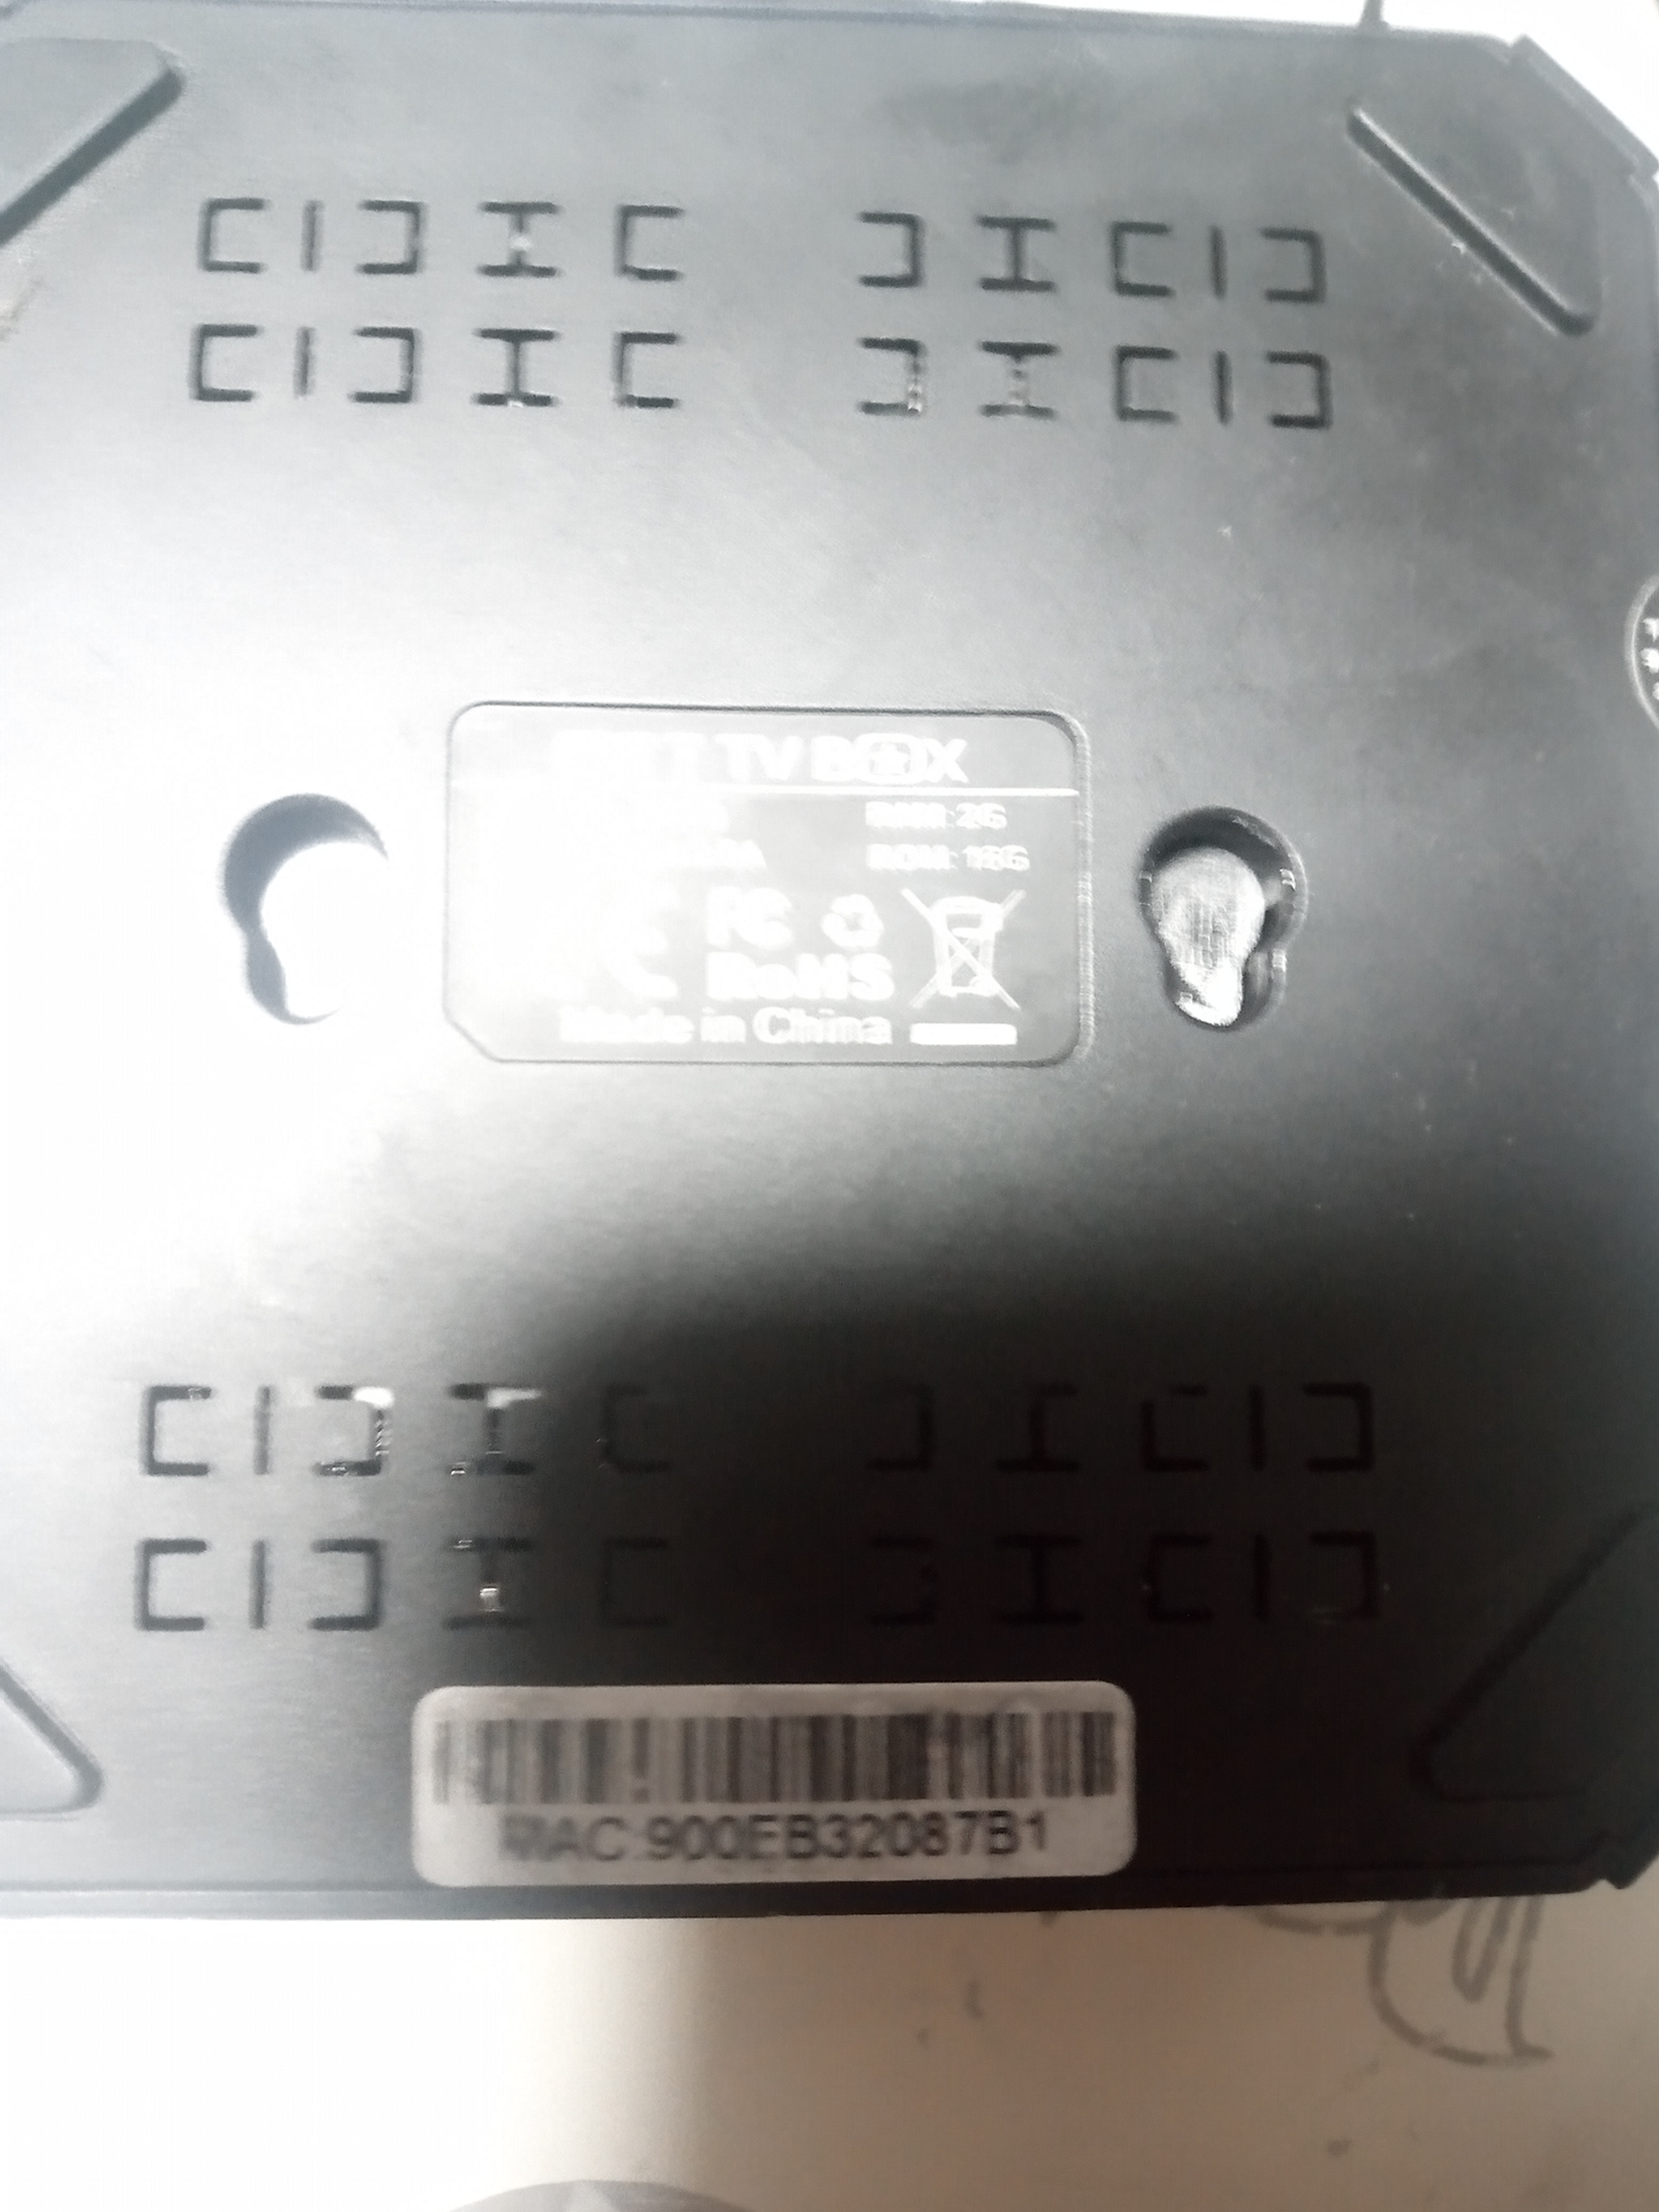 TV BOX
RAM: 2G
ROM: 16G
FC
RoHS
Made in China
MAC:900EB32087B1